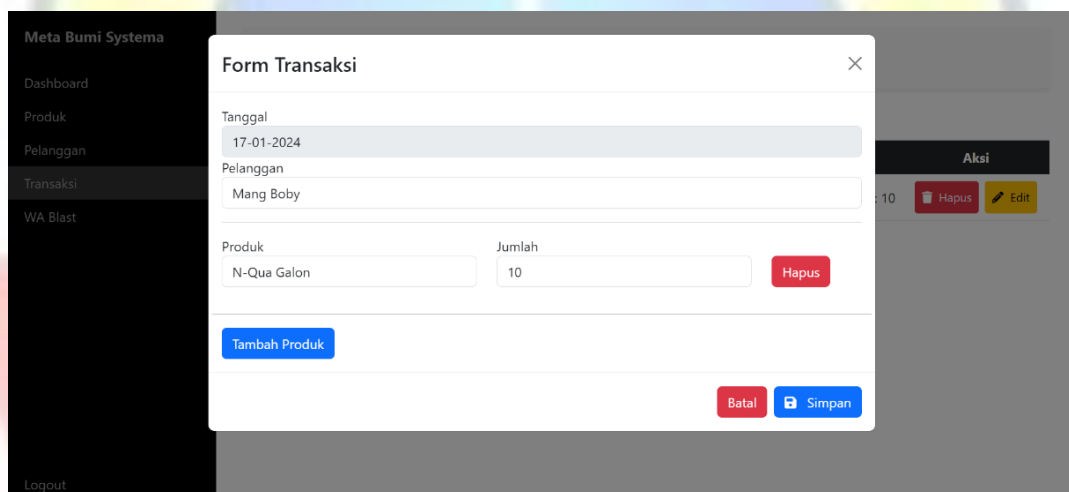 Meta Bumi Systema
Dashboard
Produk
Pelanggan
Transaksi
WA Blast
Logout
Form Transaksi
Tanggal
17-01-2024
Pelanggan
Mang Boby
Produk Jumlah
N-Qua Galon 10 Hapus
Tambah Produk
Batal Simpan
Aksi
: 10 Hapus Edit